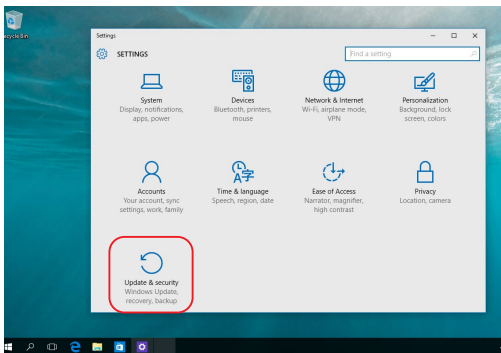 Recycle Bin
Settings
SETTINGS
Find a setting
System
Display, notifications,
apps, power
Devices
Bluetooth, printers,
mouse
Network & Internet
Wi-Fi, airplane mode,
VPN
Personalization
Background, lock
screen, colors
Accounts
Your account, sync
settings, work, family
Time & language
Speech, region, date
Ease of Access
Narrator, magnifier,
high contrast
Privacy
Location, camera
Update & security
Windows Update,
recovery, backup